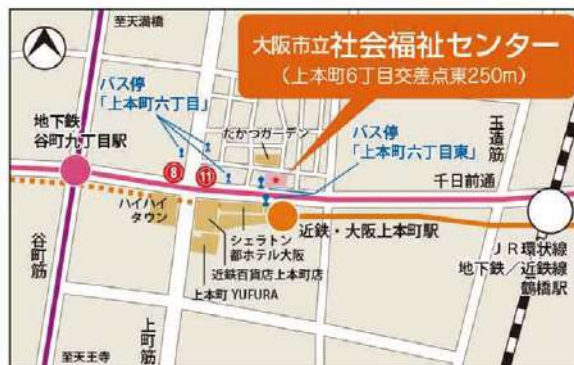 至天満橋
大阪市立社会福祉センター
（上本町6丁目交差点東250m）
バス停
「上本町六丁目」
たかつガーデン
バス停
「上本町六丁目東」
地下鉄
谷町九丁目駅
玉造筋
8
11
千日前通
ハイハイ
タウン
シェラトン
都ホテル大阪
近鉄・大阪上本町駅
近鉄百貨店上本町店
上本町 YUFURA
ＪＲ環状線
地下鉄／近鉄線
鶴橋駅
谷町筋
上町筋
至天王寺